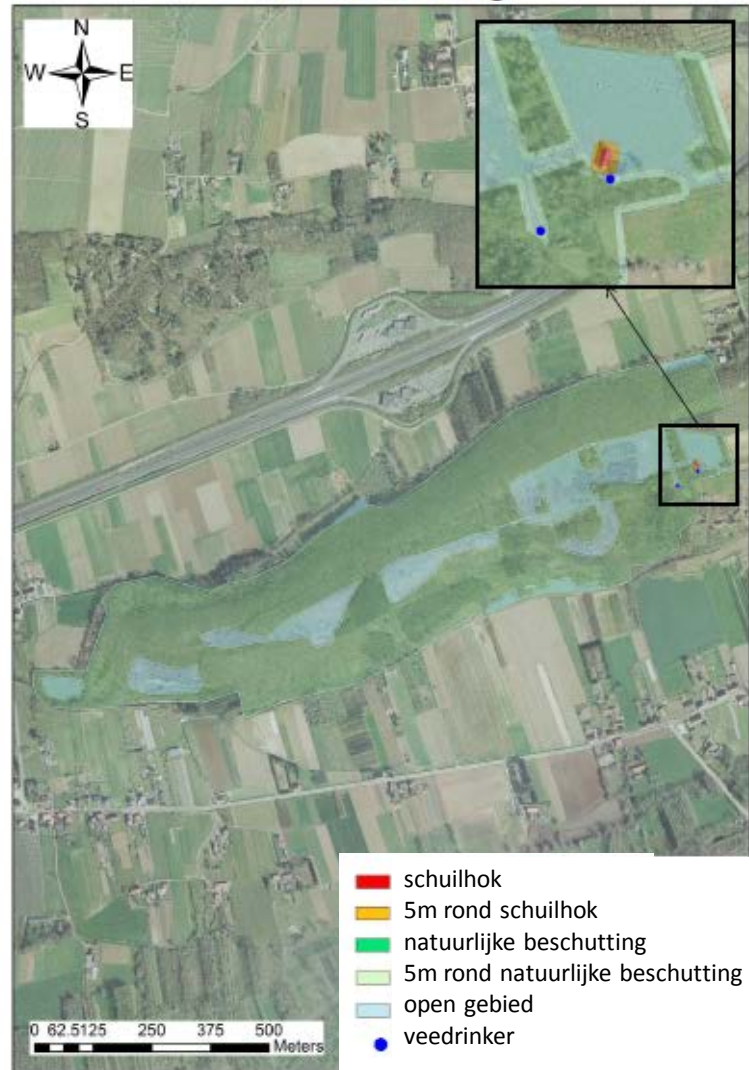 N
W E
S
schuilhok
5m rond schuilhok
natuurlijke beschutting
5m rond natuurlijke beschutting
open gebied
veedrinker
0 62.5125 250 375 500
Meters